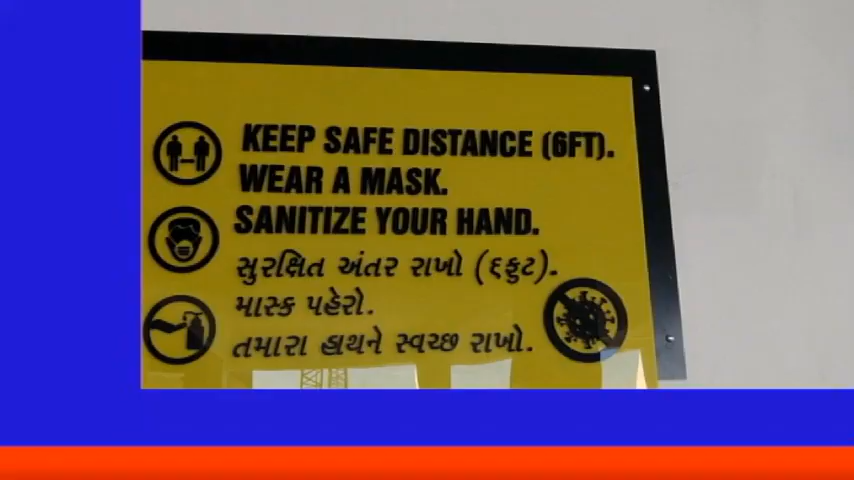 KEEP SAFE DISTANCE (6FT).
WEAR A MASK.
SANITIZE YOUR HAND.
સુરક્ષિત અંતર રાખો (૬ફુટ).
માસ્ક પહેરો.
તમારા હાથને સ્વચ્છ રાખો.